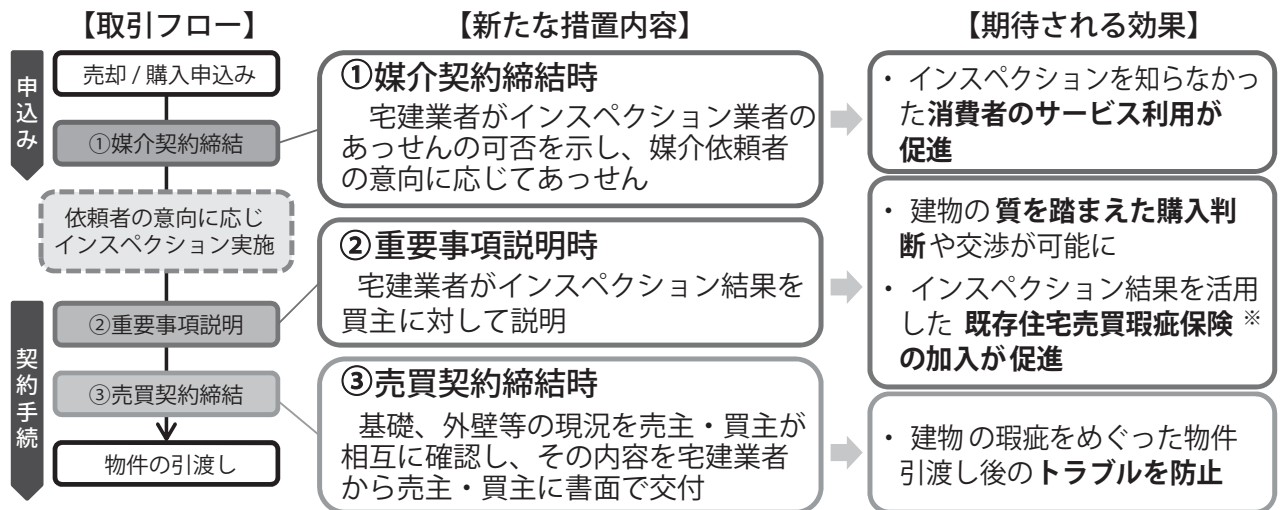 【取引フロー】
申込み
売却 / 購入申込み
①媒介契約締結
依頼者の意向に応じ
インスペクション実施
契約手続
②重要事項説明
③売買契約締結
物件の引渡し
【新たな措置内容】
①媒介契約締結時
宅建業者がインスペクション業者の
あっせんの可否を示し、媒介依頼者
の意向に応じてあっせん
②重要事項説明時
宅建業者がインスペクション結果を
買主に対して説明
③売買契約締結時
基礎、外壁等の現況を売主・買主が
相互に確認し、その内容を宅建業者
から売主・買主に書面で交付
【期待される効果】
・ インスペクションを知らなかっ
た消費者のサービス利用が
促進
・ 建物の 質を踏まえた購入判
断や交渉が可能に
・ インスペクション結果を活用
した 既存住宅売買瑕疵保険 ※
の加入が促進
・ 建物 の瑕疵をめぐった物件
引渡し後のトラブルを防止